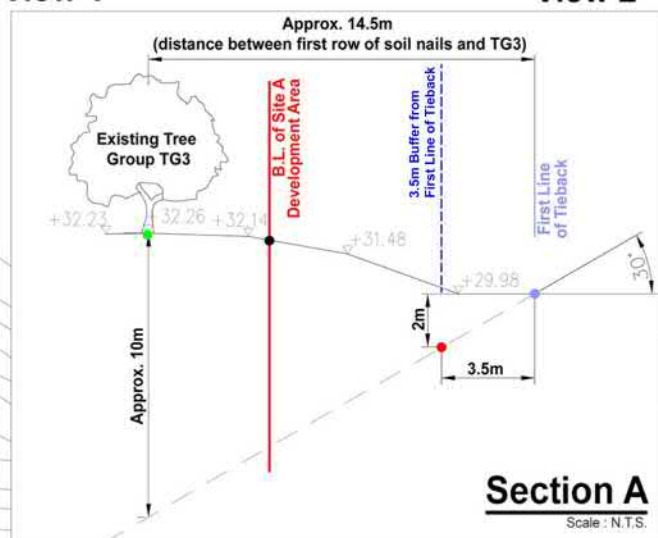 Approx. 14.5m
(distance between first row of soil nails and TG3)
Existing Tree
Group TG3
B.L. of Site A
Development Area
3.5m Buffer from
First Line of Tieback
First Line
of Tieback
+32.23
+32.26
+32.14
+31.48
+29.98
30°
2m
3.5m
Approx. 10m
Section A
Scale : N.T.S.